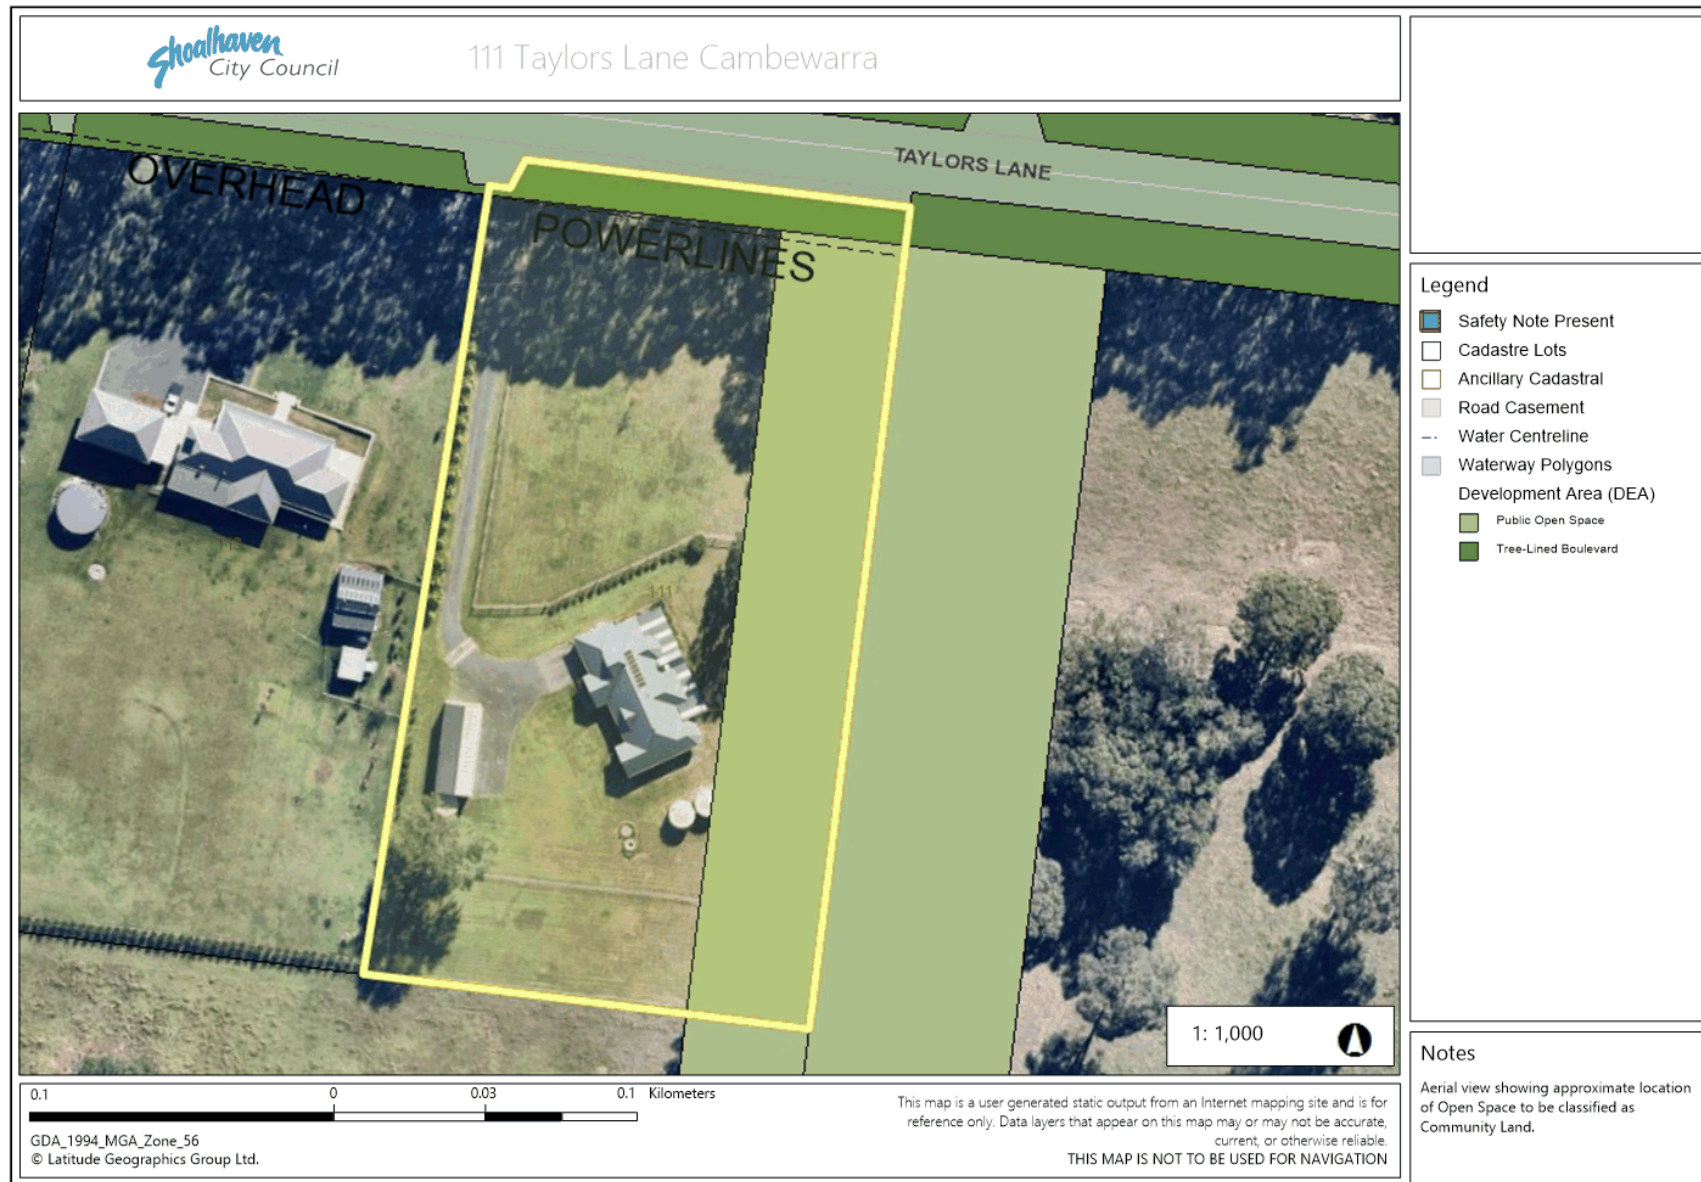 Shoalhaven
City Council
111 Taylors Lane Cambewarra
TAYLORS LANE
OVERHEAD
POWERLINES
111
Legend
Safety Note Present
Cadastre Lots
Ancillary Cadastral
Road Casement
Water Centreline
Waterway Polygons
Development Area (DEA)
Public Open Space
Tree-Lined Boulevard
1: 1,000
0.1 0 0.03 0.1 Kilometers
GDA_1994_MGA_Zone_56
© Latitude Geographics Group Ltd.
This map is a user generated static output from an Internet mapping site and is for
reference only. Data layers that appear on this map may or may not be accurate,
current, or otherwise reliable.
THIS MAP IS NOT TO BE USED FOR NAVIGATION
Notes
Aerial view showing approximate location
of Open Space to be classified as
Community Land.